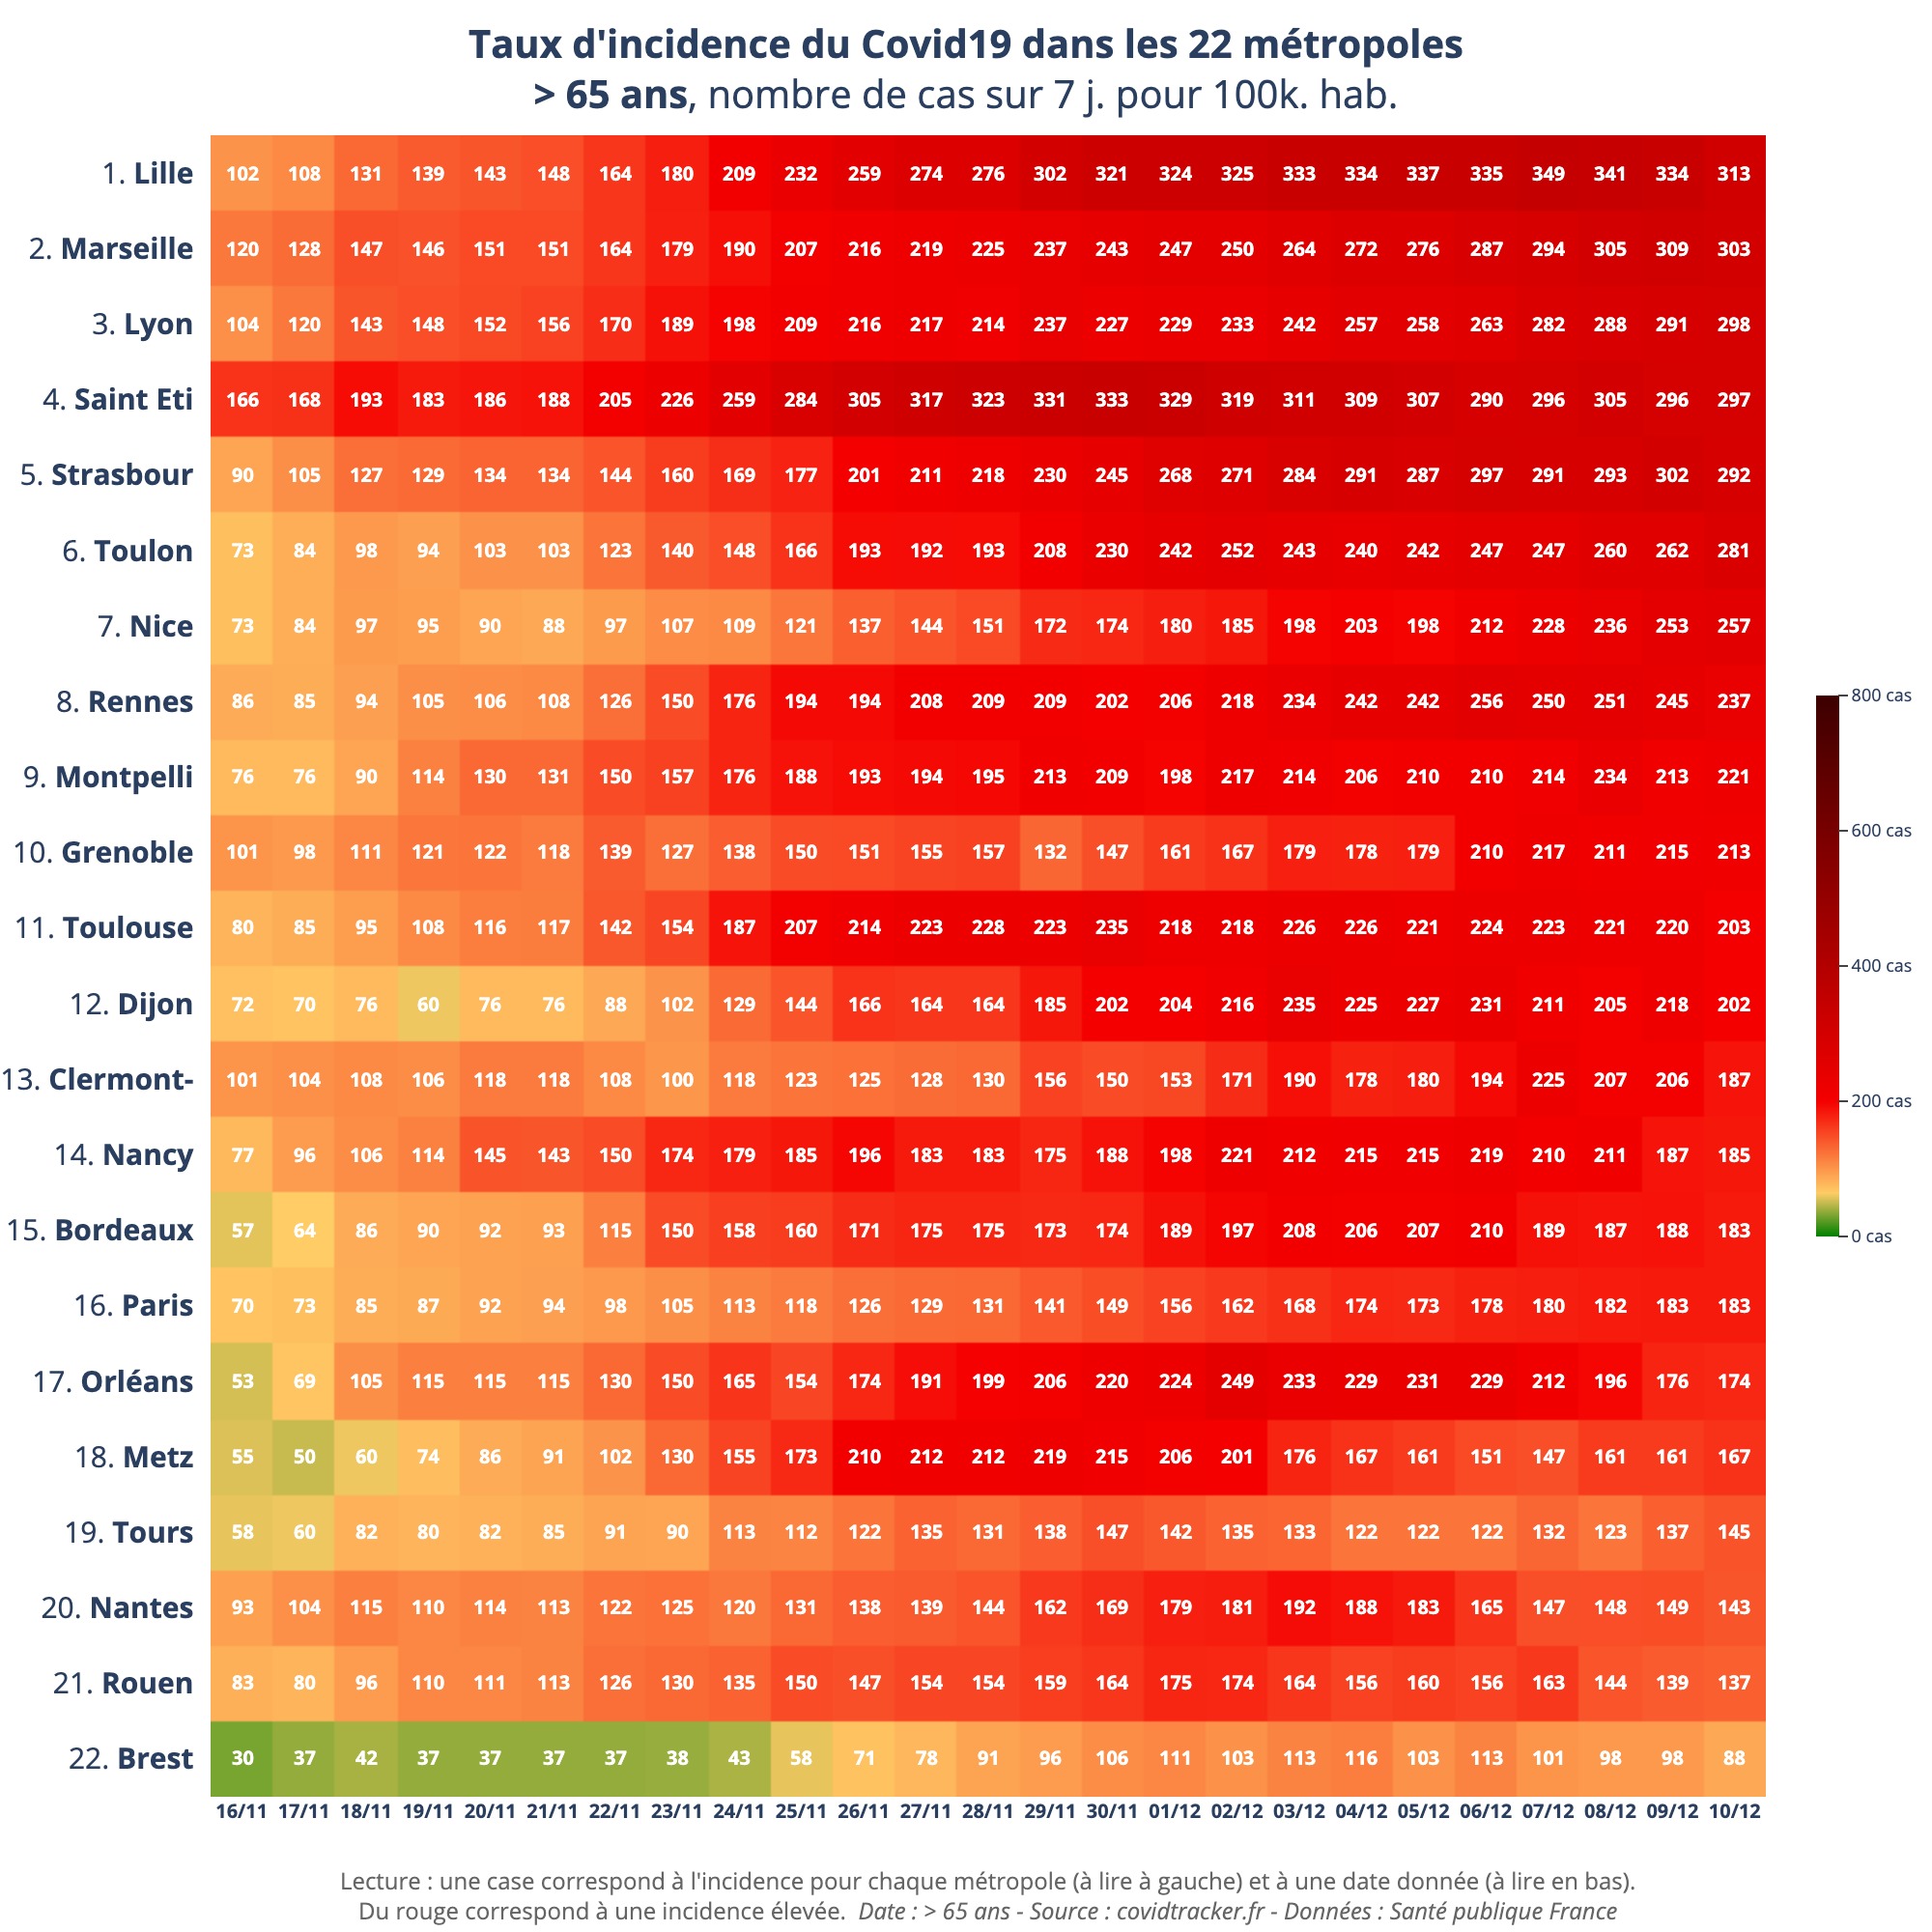 Taux d'incidence du Covid19 dans les 22 métropoles
> 65 ans, nombre de cas sur 7 j. pour 100k. hab.
1. Lille 102 108 131 139 143 148 164 180 209 232 259 274 276 302 321 324 325 333 334 337 335 349 341 334 313
2. Marseille 120 128 147 146 151 151 164 179 190 207 216 219 225 237 243 247 250 264 272 276 287 294 305 309 303
3. Lyon 104 120 143 148 152 156 170 189 198 209 216 217 214 237 227 229 233 242 257 258 263 282 288 291 298
4. Saint Eti 166 168 193 183 186 188 205 226 259 284 305 317 323 331 333 329 319 311 309 307 290 296 305 296 297
5. Strasbour 90 105 127 129 134 134 144 160 169 177 201 211 218 230 245 268 271 284 291 287 297 291 293 302 292
6. Toulon 73 84 98 94 103 103 123 140 148 166 193 192 193 208 230 242 252 243 240 242 247 247 260 262 281
7. Nice 73 84 97 95 90 88 97 107 109 121 137 144 151 172 174 180 185 198 203 198 212 228 236 253 257
8. Rennes 86 85 94 105 106 108 126 150 176 194 194 208 209 209 202 206 218 234 242 242 256 250 251 245 237
9. Montpelli 76 76 90 114 130 131 150 157 176 188 193 194 195 213 209 198 217 214 206 210 210 214 234 213 221
10. Grenoble 101 98 111 121 122 118 139 127 138 150 151 155 157 132 147 161 167 179 178 179 210 217 211 215 213
11. Toulouse 80 85 95 108 116 117 142 154 187 207 214 223 228 223 235 218 218 226 226 221 224 223 221 220 203
12. Dijon 72 70 76 60 76 76 88 102 129 144 166 164 164 185 202 204 216 235 225 227 231 211 205 218 202
13. Clermont- 101 104 108 106 118 118 108 100 118 123 125 128 130 156 150 153 171 190 178 180 194 225 207 206 187
14. Nancy 77 96 106 114 145 143 150 174 179 185 196 183 183 175 188 198 221 212 215 215 219 210 211 187 185
15. Bordeaux 57 64 86 90 92 93 115 150 158 160 171 175 175 173 174 189 197 208 206 207 210 189 187 188 183
16. Paris 70 73 85 87 92 94 98 105 113 118 126 129 131 141 149 156 162 168 174 173 178 180 182 183 183
17. Orléans 53 69 105 115 115 115 130 150 165 154 174 191 199 206 220 224 249 233 229 231 229 212 196 176 174
18. Metz 55 50 60 74 86 91 102 130 155 173 210 212 212 219 215 206 201 176 167 161 151 147 161 161 167
19. Tours 58 60 82 80 82 85 91 90 113 112 122 135 131 138 147 142 135 133 122 122 122 132 123 137 145
20. Nantes 93 104 115 110 114 113 122 125 120 131 138 139 144 162 169 179 181 192 188 183 165 147 148 149 143
21. Rouen 83 80 96 110 111 113 126 130 135 150 147 154 154 159 164 175 174 164 156 160 156 163 144 139 137
22. Brest 30 37 42 37 37 37 37 38 43 58 71 78 91 96 106 111 103 113 116 103 113 101 98 98 88
16/11 17/11 18/11 19/11 20/11 21/11 22/11 23/11 24/11 25/11 26/11 27/11 28/11 29/11 30/11 01/12 02/12 03/12 04/12 05/12 06/12 07/12 08/12 09/12 10/12
800 cas
600 cas
400 cas
200 cas
0 cas
Lecture : une case correspond à l'incidence pour chaque métropole (à lire à gauche) et à une date donnée (à lire en bas).
Du rouge correspond à une incidence élevée. Date : > 65 ans - Source : covidtracker.fr - Données : Santé publique France